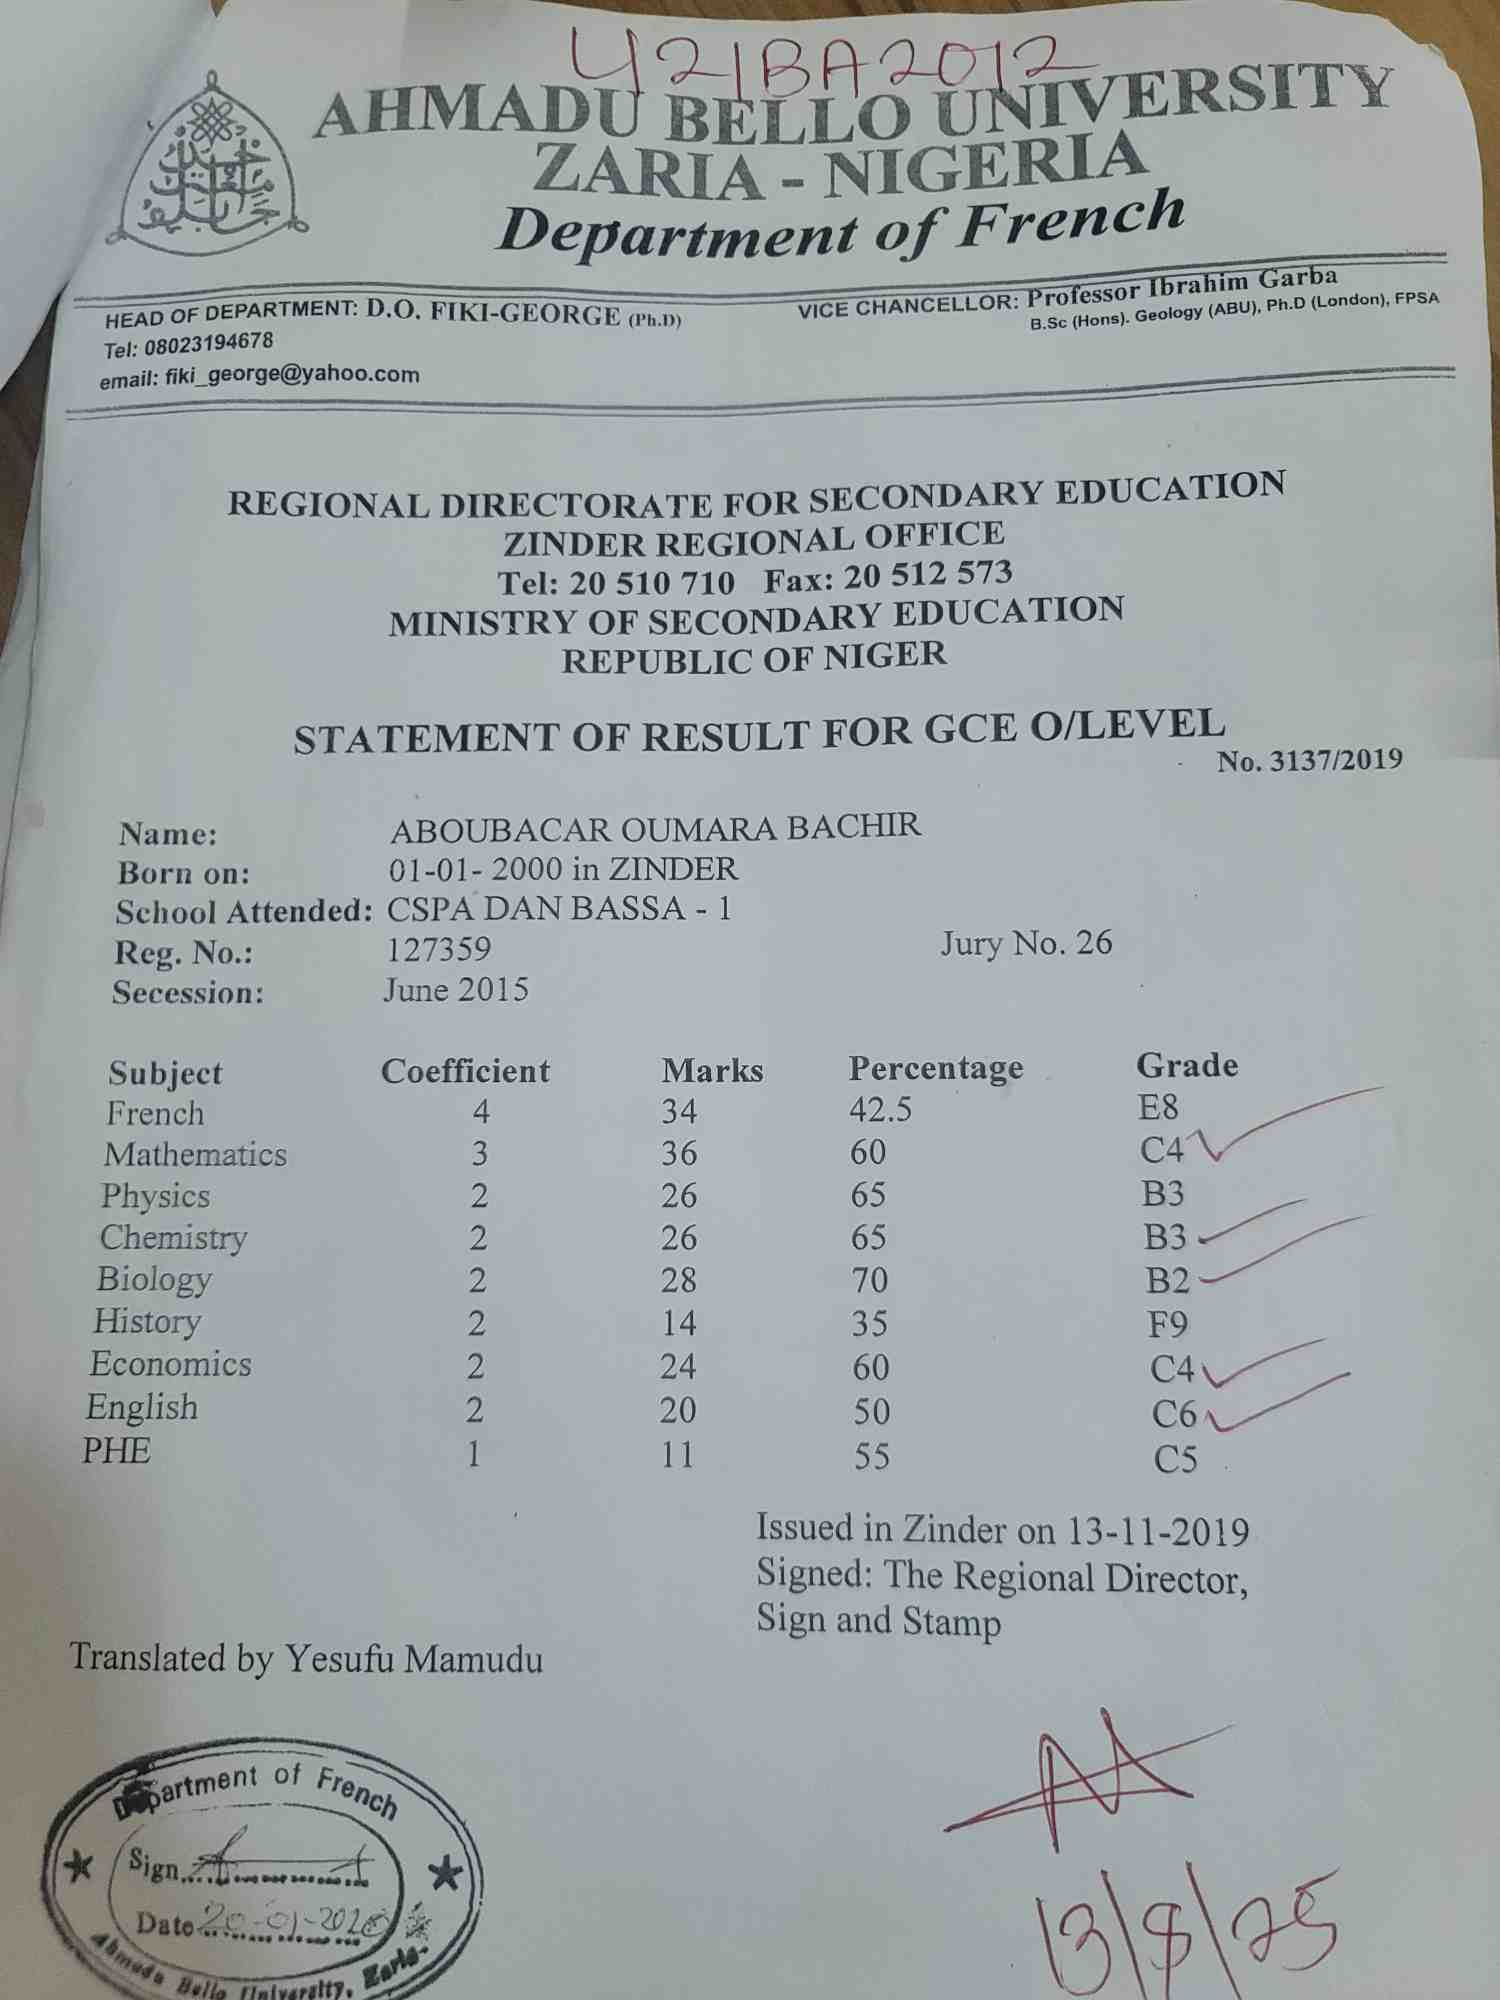 U21BA2012
AHMADU BELLO UNIVERSITY
ZARIA - NIGERIA
Department of French
HEAD OF DEPARTMENT: D.O. FIKI-GEORGE (Ph.D)
Tel: 08023194678
email: fiki_george@yahoo.com
VICE CHANCELLOR: Professor Ibrahim Garba
B.Sc (Hons). Geology (ABU), Ph.D (London), FPSA
REGIONAL DIRECTORATE FOR SECONDARY EDUCATION
ZINDER REGIONAL OFFICE
Tel: 20 510 710 Fax: 20 512 573
MINISTRY OF SECONDARY EDUCATION
REPUBLIC OF NIGER
STATEMENT OF RESULT FOR GCE O/LEVEL
No. 3137/2019
Name: ABOUBACAR OUMARA BACHIR
Born on: 01-01- 2000 in ZINDER
School Attended: CSPA DAN BASSA - 1
Reg. No.: 127359 Jury No. 26
Secession: June 2015
Subject Coefficient Marks Percentage Grade
French 4 34 42.5 E8
Mathematics 3 36 60 C4
Physics 2 26 65 B3
Chemistry 2 26 65 B3
Biology 2 28 70 B2
History 2 14 35 F9
Economics 2 24 60 C4
English 2 20 50 C6
PHE 1 11 55 C5
Issued in Zinder on 13-11-2019
Signed: The Regional Director,
Sign and Stamp
Translated by Yesufu Mamudu
Department of French
Sign
Date 20-01-2020
Ahmadu Bello University, Zaria.
13/8/25